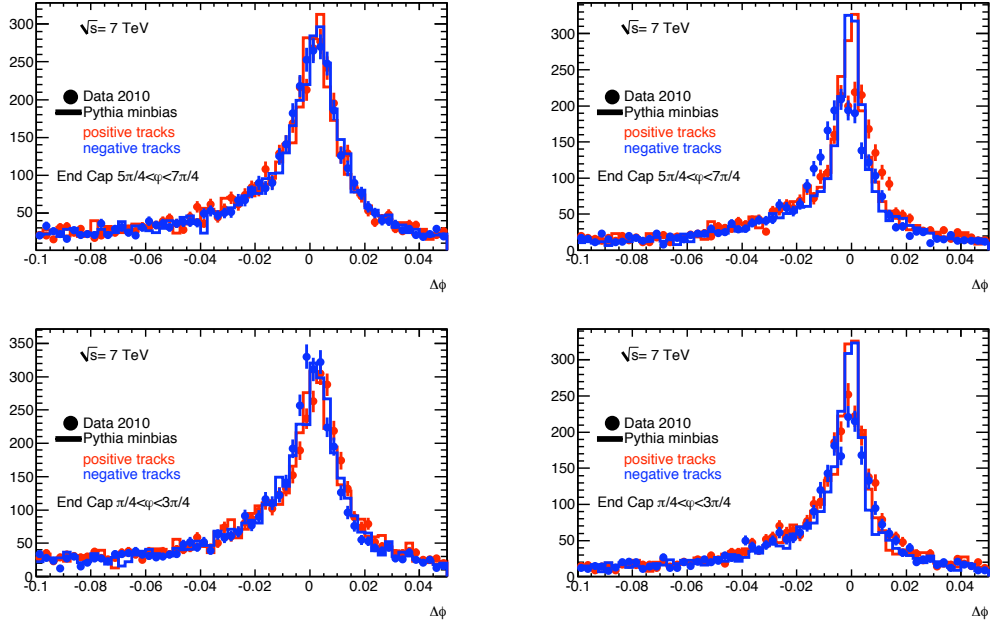 √s= 7 TeV
Data 2010
Pythia minbias
positive tracks
negative tracks
End Cap 5π/4<φ<7π/4
300
250
200
150
100
50
-0.1 -0.08 -0.06 -0.04 -0.02 0 0.02 0.04
Δϕ
√s= 7 TeV
Data 2010
Pythia minbias
positive tracks
negative tracks
End Cap 5π/4<φ<7π/4
300
250
200
150
100
50
0
-0.1 -0.08 -0.06 -0.04 -0.02 0 0.02 0.04
Δϕ
√s= 7 TeV
Data 2010
Pythia minbias
positive tracks
negative tracks
End Cap π/4<φ<3π/4
350
300
250
200
150
100
50
0
-0.1 -0.08 -0.06 -0.04 -0.02 0 0.02 0.04
Δϕ
√s= 7 TeV
Data 2010
Pythia minbias
positive tracks
negative tracks
End Cap π/4<φ<3π/4
300
250
200
150
100
50
0
-0.1 -0.08 -0.06 -0.04 -0.02 0 0.02 0.04
Δϕ